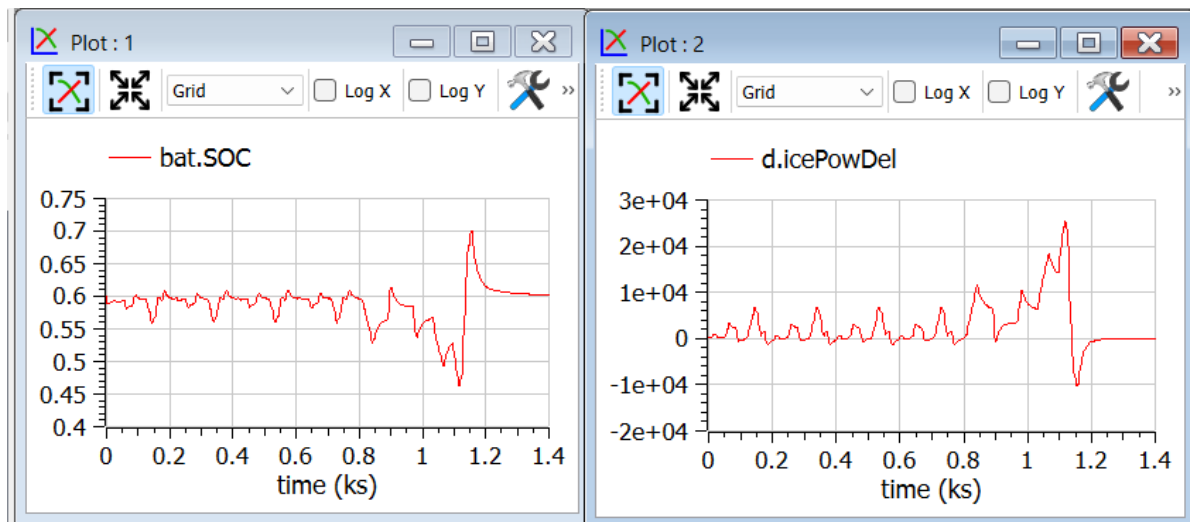 Plot : 1
Grid
Log X
Log Y
»
bat.SOC
0.75
0.7
0.65
0.6
0.55
0.5
0.45
0.4
0 0.2 0.4 0.6 0.8 1 1.2 1.4
time (ks)
Plot : 2
Grid
Log X
Log Y
»
d.icePowDel
3e+04
2e+04
1e+04
0
-1e+04
-2e+04
0 0.2 0.4 0.6 0.8 1 1.2 1.4
time (ks)